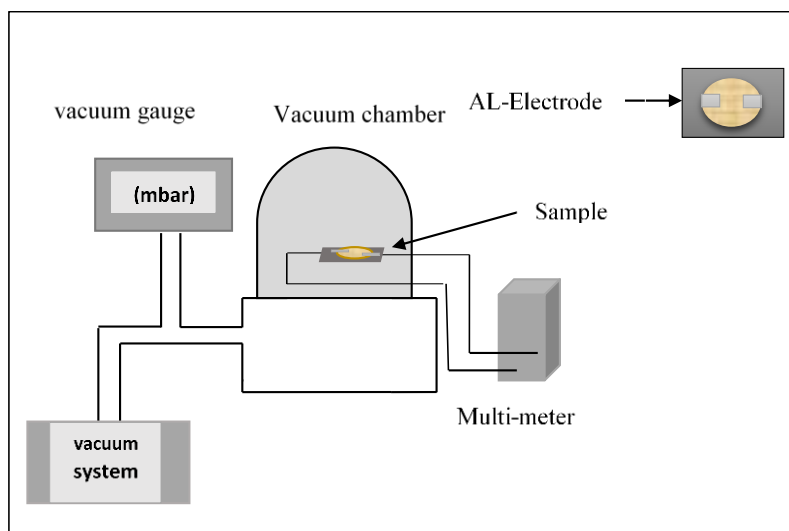 AL-Electrode
vacuum gauge
Vacuum chamber
(mbar)
Sample
Multi-meter
vacuum
system